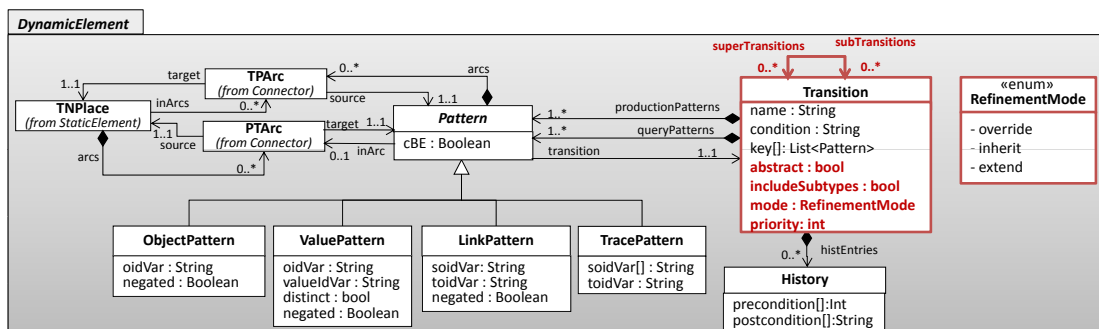 DynamicElement
superTransitions
subTransitions
0..*
0..*
0..*
arcs
TPArc
(from Connector)
target
1..1
source
1..1
TNPlace
(from StaticElement)
inArcs
0..*
PTArc
(from Connector)
1..1
source
target
1..1
inArc
0..1
arcs
0..*
Pattern
cBE : Boolean
1..*
productionPatterns
1..*
queryPatterns
transition
1..1
Transition
name : String
condition : String
key[]: List<Pattern>
abstract : bool
includeSubtypes : bool
mode : RefinementMode
priority: int
«enum»
RefinementMode
- override
- inherit
- extend
histEntries
0..*
ObjectPattern
oidVar : String
negated : Boolean
ValuePattern
oidVar : String
valueIdVar : String
distinct : bool
negated : Boolean
LinkPattern
soidVar: String
toidVar : String
negated : Boolean
TracePattern
soidVar[] : String
toidVar : String
History
precondition[]:Int
postcondition[]:String